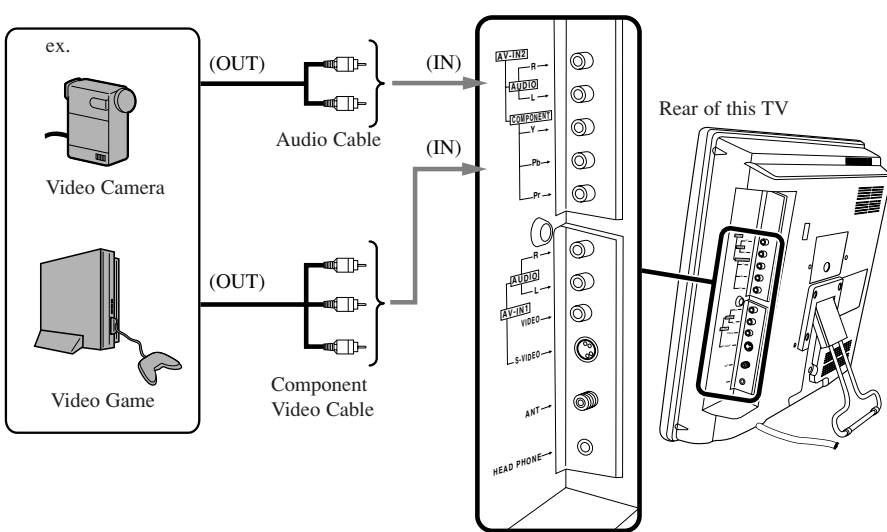 ex.
(OUT)
Audio Cable
(IN)
Video Camera
(IN)
(OUT)
Video Game
Component
Video Cable
AV-IN2
R
AUDIO
L
COMPONENT
Y
Pb
Pr
R
AUDIO
L
AV-IN1
VIDEO
S-VIDEO
ANT
HEAD PHONE
Rear of this TV